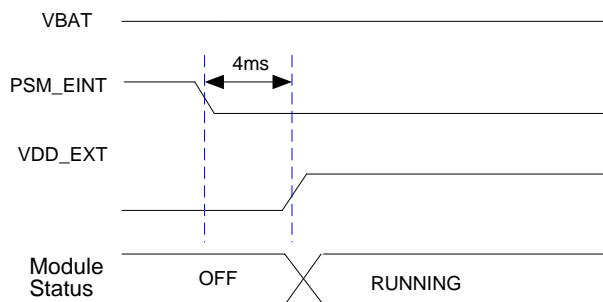 VBAT
4ms
PSM_EINT
VDD_EXT
Module
Status
OFF
RUNNING